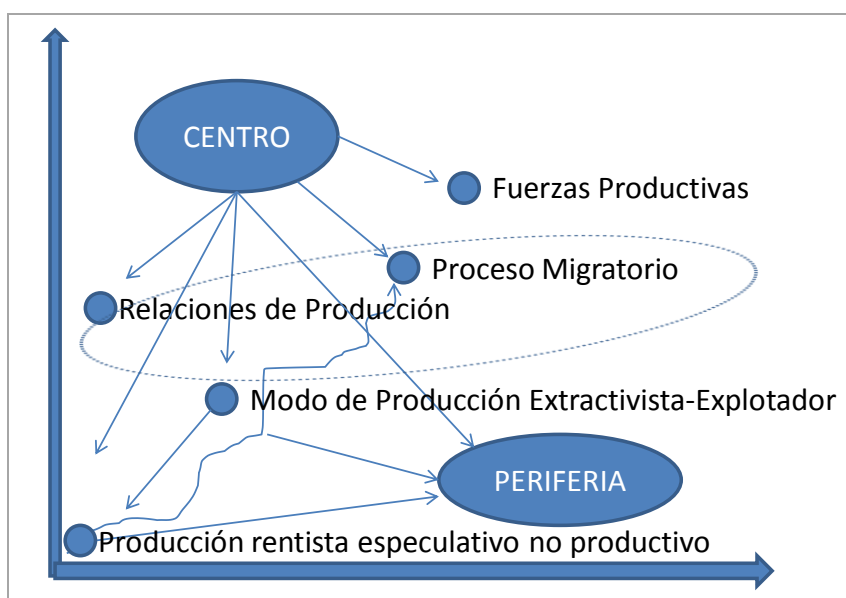 CENTRO
Fuerzas Productivas
Proceso Migratorio
Relaciones de Producción
Modo de Producción Extractivista-Explotador
PERIFERIA
Producción rentista especulativo no productivo